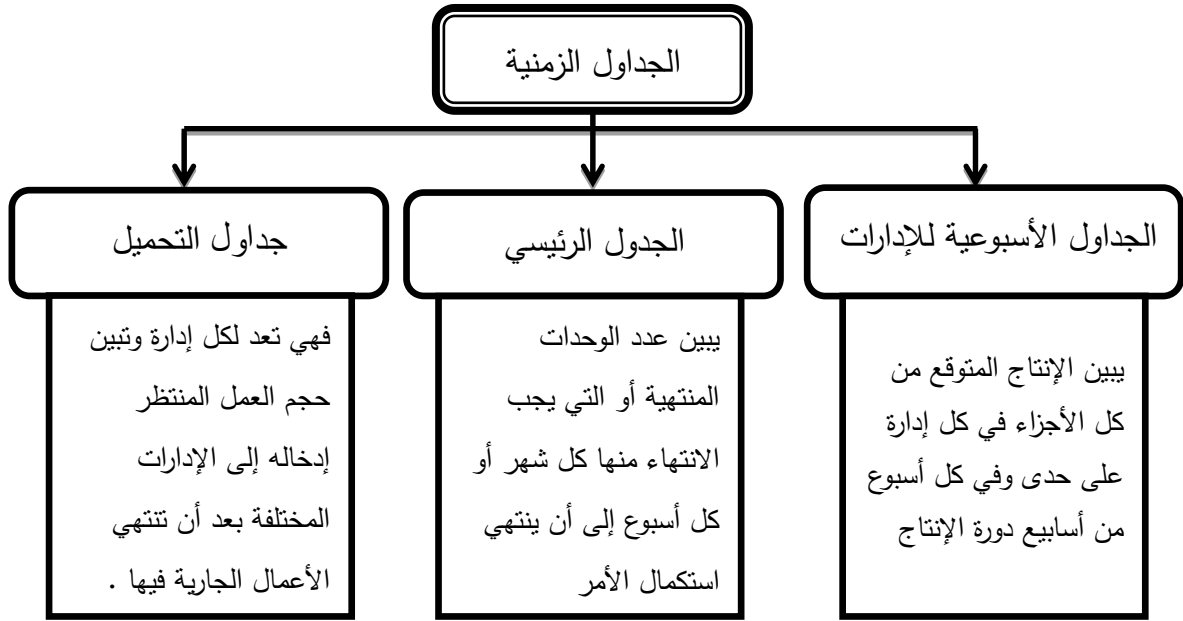 الجداول الزمنية
الجداول الأسبوعية للإدارات
يبين الإنتاج المتوقع من
كل الأجزاء في كل إدارة
على حدى وفي كل أسبوع
من أسابيع دورة الإنتاج
الجدول الرئيسي
يبين عدد الوحدات
المنتهية أو التي يجب
الانتهاء منها كل شهر أو
كل أسبوع إلى أن ينتهي
استكمال الأمر
جداول التحميل
فهي تعد لكل إدارة وتبين
حجم العمل المنتظر
إدخاله إلى الإدارات
المختلفة بعد أن تنتهي
الأعمال الجارية فيها .